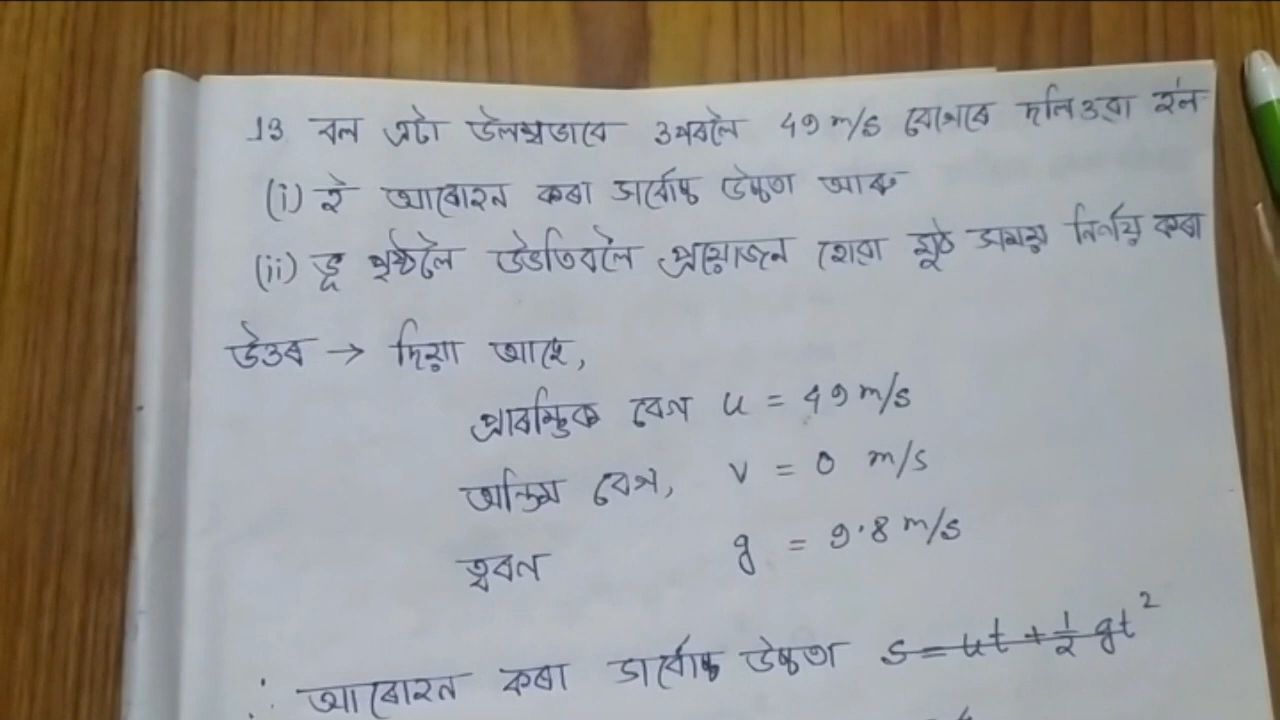 13 বল এটা উলম্বভাবে ওপৰলৈ 49 m/s বেগেৰে দলিওৱা হ'ল
(i) ই আৰোহন কৰা সৰ্বোচ্চ উচ্চতা আৰু
(ii) ভূ পৃষ্ঠলৈ উভতিবলৈ প্ৰয়োজন হোৱা মুঠ সময় নিৰ্ণয় কৰা
উত্তৰ → দিয়া আছে,
প্ৰাৰম্ভিক বেগ u = 49 m/s
অন্তিম বেগ, v = 0 m/s
ত্বৰণ g = 9.8 m/s
∴ আৰোহন কৰা সৰ্বোচ্চ উচ্চতা s = ut + ½ gt²